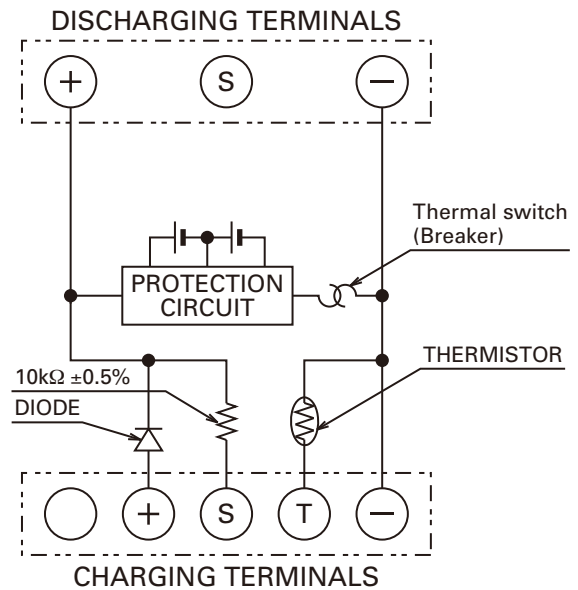 DISCHARGING TERMINALS
+ S −
Thermal switch
(Breaker)
PROTECTION
CIRCUIT
THERMISTOR
10kΩ ±0.5%
DIODE
+ S T −
CHARGING TERMINALS